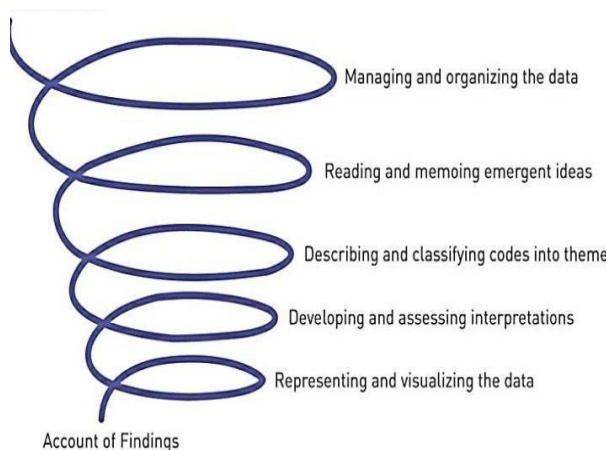 Managing and organizing the data
Reading and memoing emergent ideas
Describing and classifying codes into theme
Developing and assessing interpretations
Representing and visualizing the data
Account of Findings